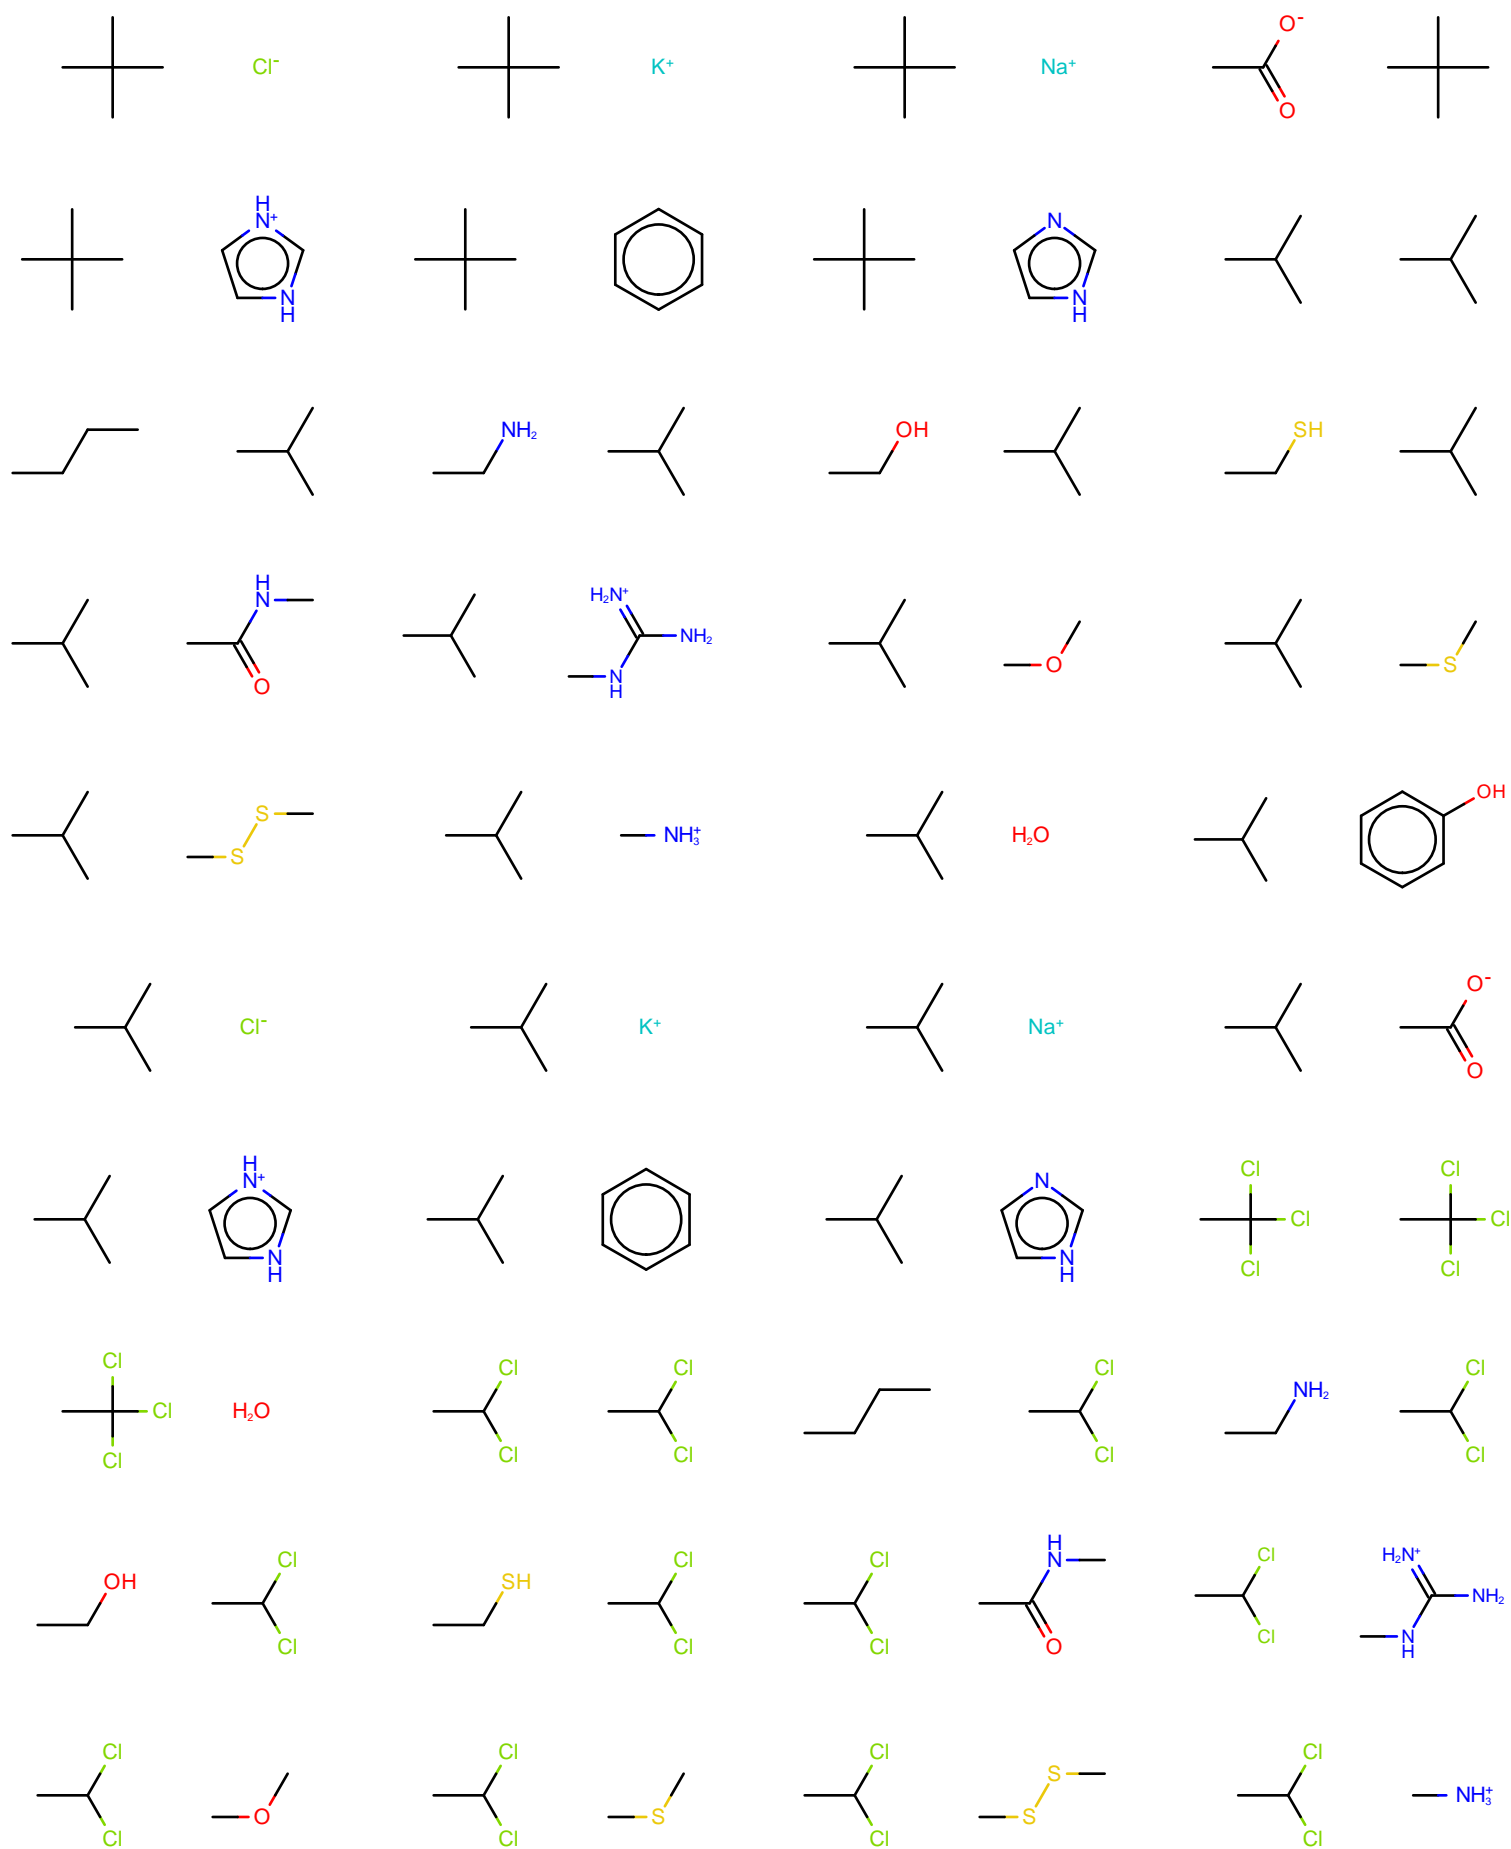 Cl⁻ K⁺ Na⁺ O⁻ O
H N⁺ N H N N H
NH₂ OH SH
H N O H₂N⁺ NH₂ N H O S
S S NH₃⁺ H₂O OH
Cl⁻ K⁺ Na⁺ O⁻ O
H N⁺ N H N N H Cl Cl Cl Cl Cl Cl
Cl Cl Cl H₂O Cl Cl Cl Cl Cl Cl NH₂ Cl Cl
OH Cl Cl SH Cl Cl Cl Cl H N O Cl Cl H₂N⁺ NH₂ N H
Cl Cl O Cl Cl S Cl Cl S S Cl Cl NH₃⁺